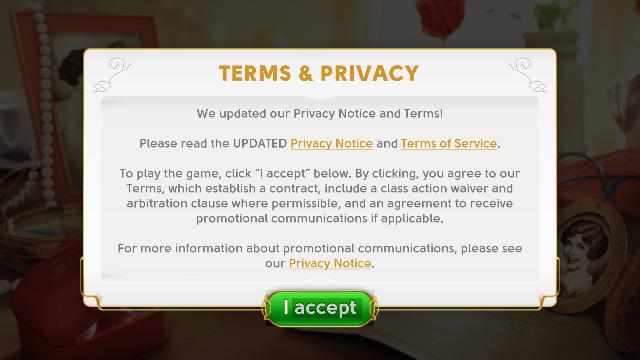 TERMS & PRIVACY
We updated our Privacy Notice and Terms!
Please read the UPDATED Privacy Notice and Terms of Service.
To play the game, click "I accept" below. By clicking, you agree to our
Terms, which establish a contract, include a class action waiver and
arbitration clause where permissible, and an agreement to receive
promotional communications if applicable.
For more information about promotional communications, please see
our Privacy Notice.
I accept